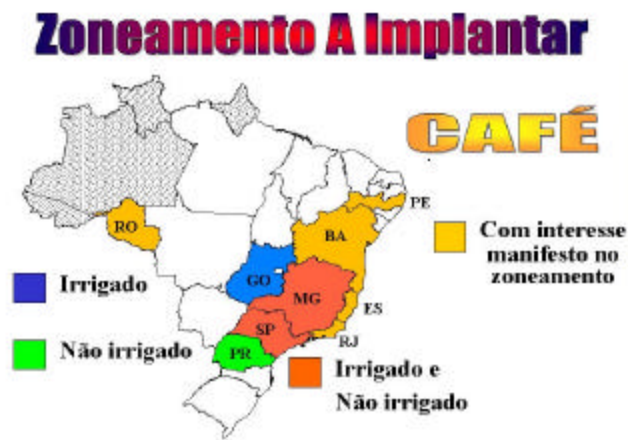 Zoneamento A Implantar
CAFÉ
PE
RO
BA
Com interesse
manifesto no
zoneamento
GO
Irrigado
MG
ES
SP
RJ
Não irrigado
PR
Irrigado e
Não irrigado